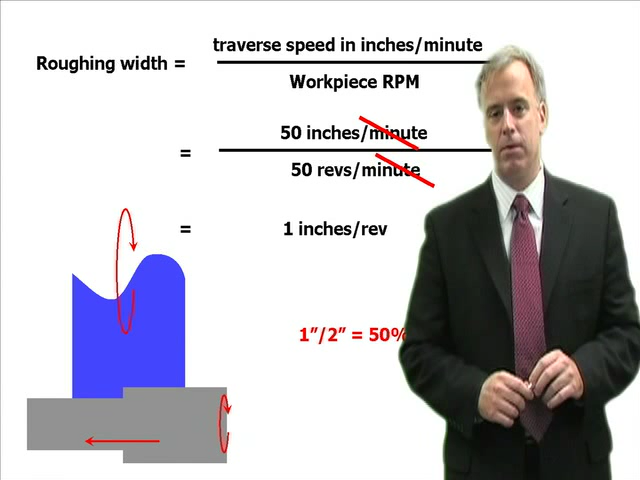 traverse speed in inches/minute
Roughing width =
Workpiece RPM
50 inches/minute
=
50 revs/minute
= 1 inches/rev
1”/2” = 50%